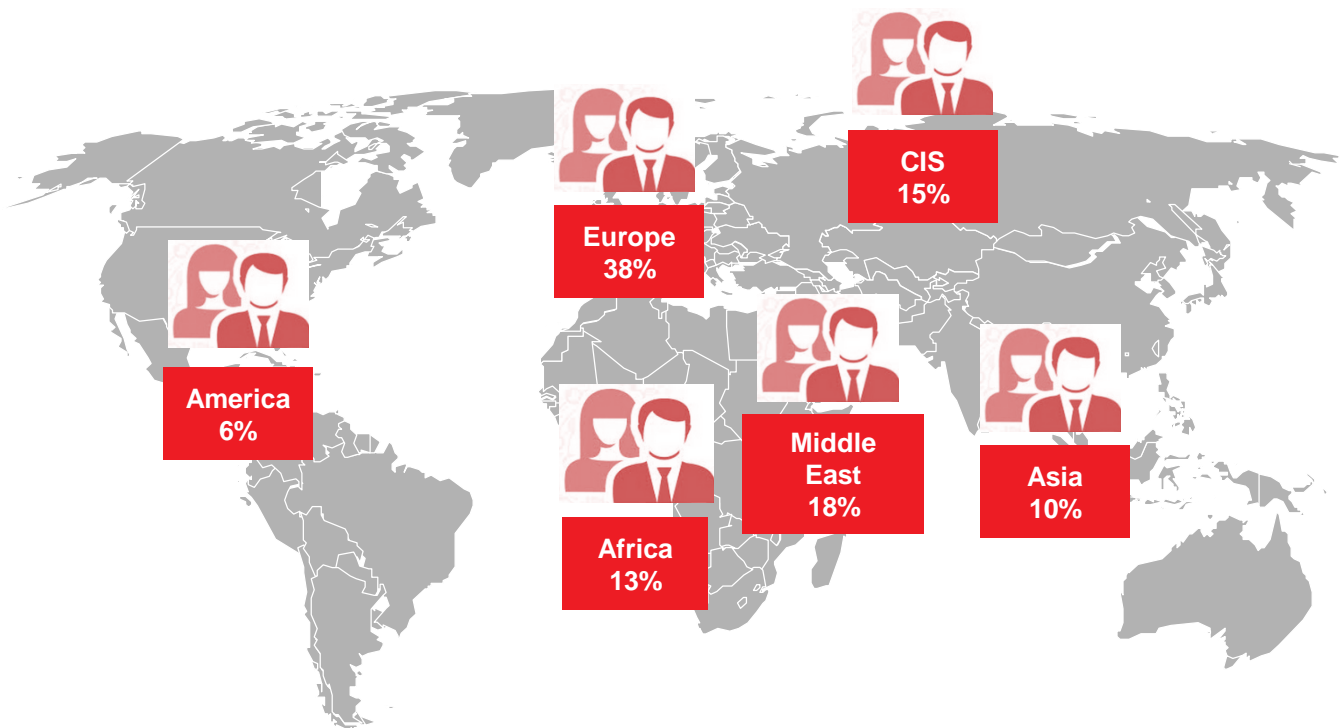 CIS
15%
Europe
38%
America
6%
Middle
East
18%
Asia
10%
Africa
13%